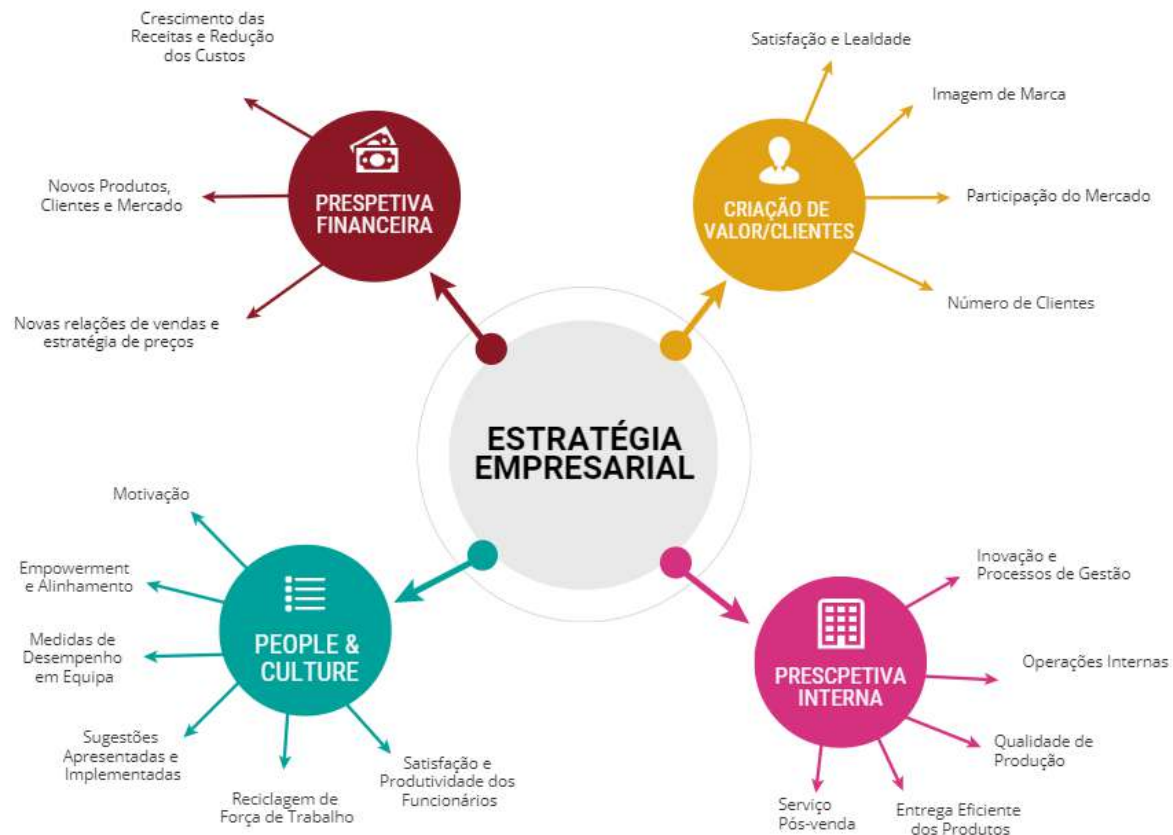 Crescimento das
Receitas e Redução
dos Custos
Novos Produtos,
Clientes e Mercado
Novas relações de vendas e
estratégia de preços
PRESPETIVA
FINANCEIRA
Satisfação e Lealdade
Imagem de Marca
Participação do Mercado
Número de Clientes
CRIAÇÃO DE
VALOR/CLIENTES
ESTRATÉGIA
EMPRESARIAL
Motivação
Empowerment
e Alinhamento
Medidas de
Desempenho
em Equipa
Sugestões
Apresentadas e
Implementadas
Reciclagem de
Força de Trabalho
Satisfação e
Produtividade dos
Funcionários
PEOPLE &
CULTURE
Inovação e
Processos de Gestão
Operações Internas
Qualidade de
Produção
Entrega Eficiente
dos Produtos
Serviço
Pós-venda
PRESCPETIVA
INTERNA